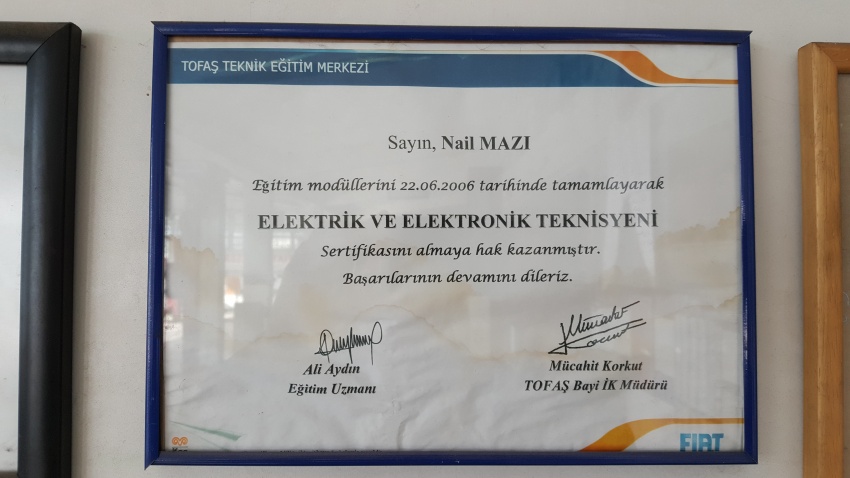 TOFAŞ TEKNİK EĞİTİM MERKEZİ
Sayın, Nail MAZI
Eğitim modüllerini 22.06.2006 tarihinde tamamlayarak
ELEKTRİK VE ELEKTRONİK TEKNİSYENİ
Sertifikasını almaya hak kazanmıştır.
Başarılarının devamını dileriz.
Ali Aydın
Eğitim Uzmanı
Mücahit Korkut
TOFAŞ Bayi İK Müdürü
FIAT